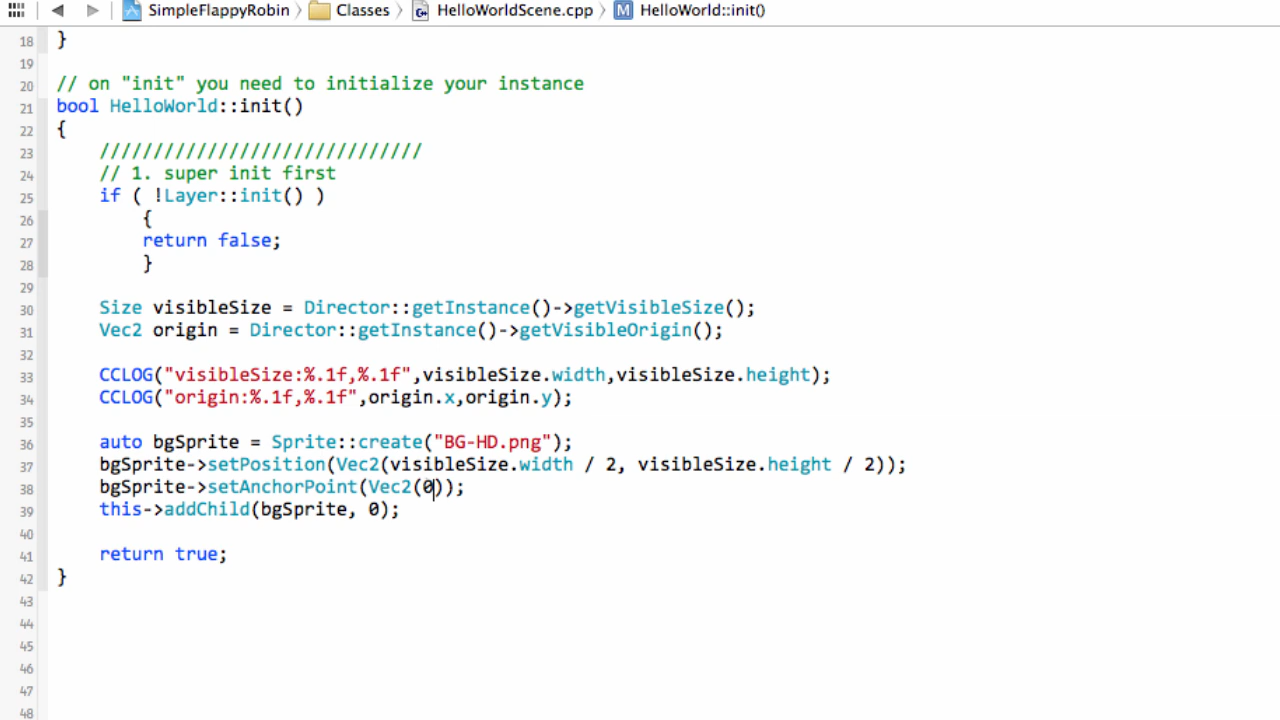 SimpleFlappyRobin Classes HelloWorldScene.cpp M HelloWorld::init()
18 }
19
20 // on "init" you need to initialize your instance
21 bool HelloWorld::init()
22 {
23 //////////////////////////////
24 // 1. super init first
25 if ( !Layer::init() )
26 {
27 return false;
28 }
29
30 Size visibleSize = Director::getInstance()->getVisibleSize();
31 Vec2 origin = Director::getInstance()->getVisibleOrigin();
32
33 CCLOG("visibleSize:%.1f,%.1f",visibleSize.width,visibleSize.height);
34 CCLOG("origin:%.1f,%.1f",origin.x,origin.y);
35
36 auto bgSprite = Sprite::create("BG-HD.png");
37 bgSprite->setPosition(Vec2(visibleSize.width / 2, visibleSize.height / 2));
38 bgSprite->setAnchorPoint(Vec2(0));
39 this->addChild(bgSprite, 0);
40
41 return true;
42 }
43
44
45
46
47
48